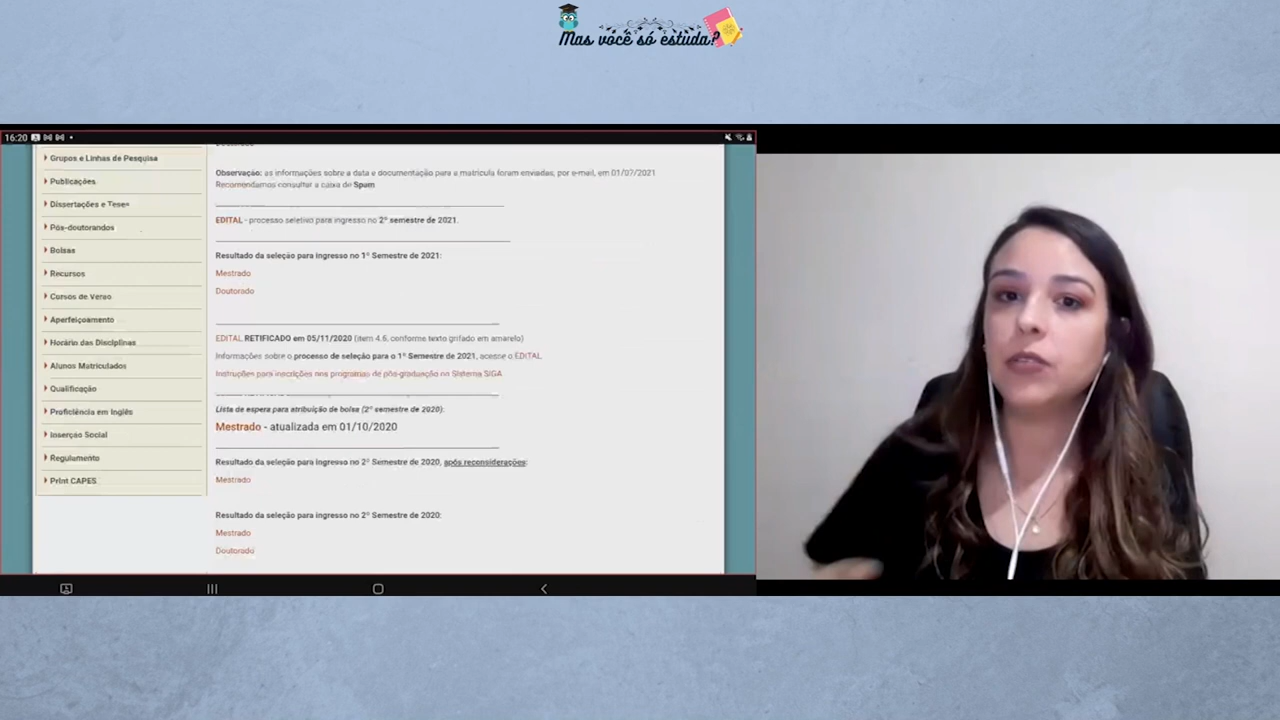 Mas você só estuda?
16:20
Grupos e Linhas de Pesquisa
Publicações
Dissertações e Teses
Pós-doutorandos
Bolsas
Recursos
Cursos de Verão
Aperfeiçoamento
Horário das Disciplinas
Alunos Matriculados
Qualificação
Proficiência em Inglês
Inserção Social
Regulamento
Print CAPES
Observação: as informações sobre a data e documentação para a matrícula foram enviadas, por e-mail, em 01/07/2021
Recomendamos consultar a caixa de Spam
EDITAL - processo seletivo para ingresso no 2º semestre de 2021.
Resultado da seleção para ingresso no 1º Semestre de 2021:
Mestrado
Doutorado
EDITAL RETIFICADO em 05/11/2020 (item 4.6, conforme texto grifado em amarelo)
Informações sobre o processo de seleção para o 1º Semestre de 2021, acesse o EDITAL
Instruções para inscrições nos programas de pós-graduação no Sistema SIGA
Lista de espera para atribuição de bolsa (2º semestre de 2020):
Mestrado - atualizada em 01/10/2020
Resultado da seleção para ingresso no 2º Semestre de 2020, após reconsiderações:
Mestrado
Resultado da seleção para ingresso no 2º Semestre de 2020:
Mestrado
Doutorado